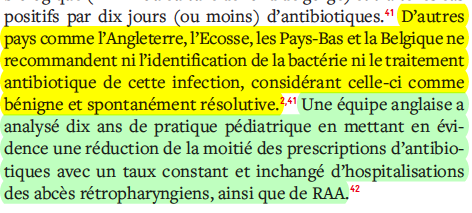 positifs par dix jours (ou moins) d’antibiotiques.41 D’autres
pays comme l’Angleterre, l’Ecosse, les Pays-Bas et la Belgique ne
recommandent ni l’identification de la bactérie ni le traitement
antibiotique de cette infection, considérant celle-ci comme
bénigne et spontanément résolutive.2,41 Une équipe anglaise a
analysé dix ans de pratique pédiatrique en mettant en évi-
dence une réduction de la moitié des prescriptions d’antibio-
tiques avec un taux constant et inchangé d’hospitalisations
des abcès rétropharyngiens, ainsi que de RAA.42